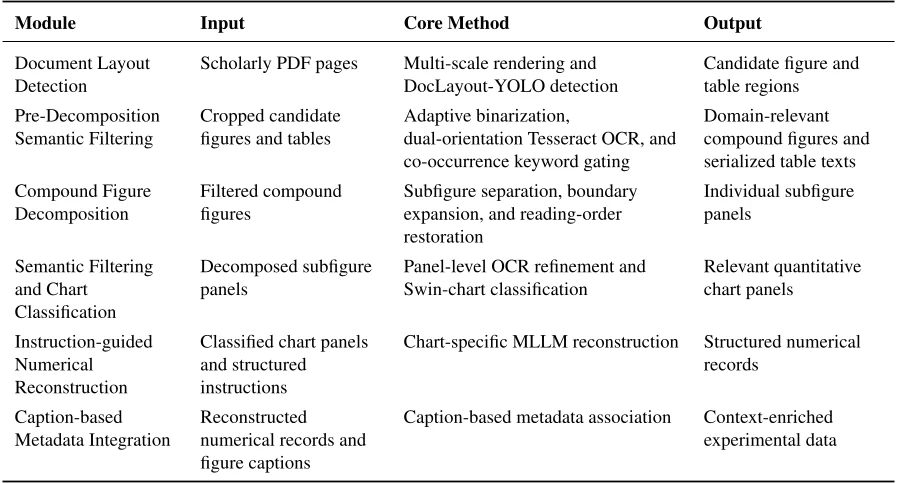 Module Input Core Method Output
Document Layout Scholarly PDF pages Multi-scale rendering and Candidate figure and
Detection DocLayout-YOLO detection table regions
Pre-Decomposition Cropped candidate Adaptive binarization, Domain-relevant
Semantic Filtering figures and tables dual-orientation Tesseract OCR, and compound figures and
co-occurrence keyword gating serialized table texts
Compound Figure Filtered compound Subfigure separation, boundary Individual subfigure
Decomposition figures expansion, and reading-order panels
restoration
Semantic Filtering Decomposed subfigure Panel-level OCR refinement and Relevant quantitative
and Chart panels Swin-chart classification chart panels
Classification
Instruction-guided Classified chart panels Chart-specific MLLM reconstruction Structured numerical
Numerical and structured records
Reconstruction instructions
Caption-based Reconstructed Caption-based metadata association Context-enriched
Metadata Integration numerical records and experimental data
figure captions